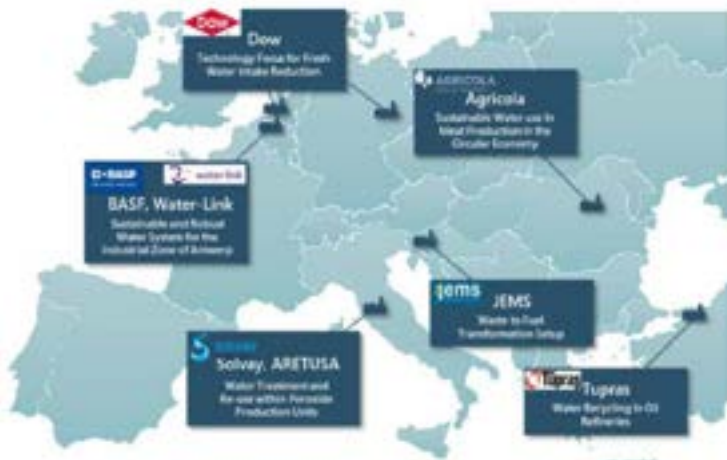 Dow
Dow
Technology Focus for Fresh
Water Intake Reduction
AGRICOLA
Agricola
Sustainable Water use in
Meat Production in the
Circular Economy
BASF
water-link
BASF, Water-Link
Sustainable and Robust
Water System for the
Industrial Zone of Antwerp
jems
JEMS
Waste to Fuel
Transformation Setup
SOLVAY
Solvay, ARETUSA
Water Treatment and
Re-use within Peroxide
Production Units
Tupras
Tupras
Water Recycling in Oil
Refineries